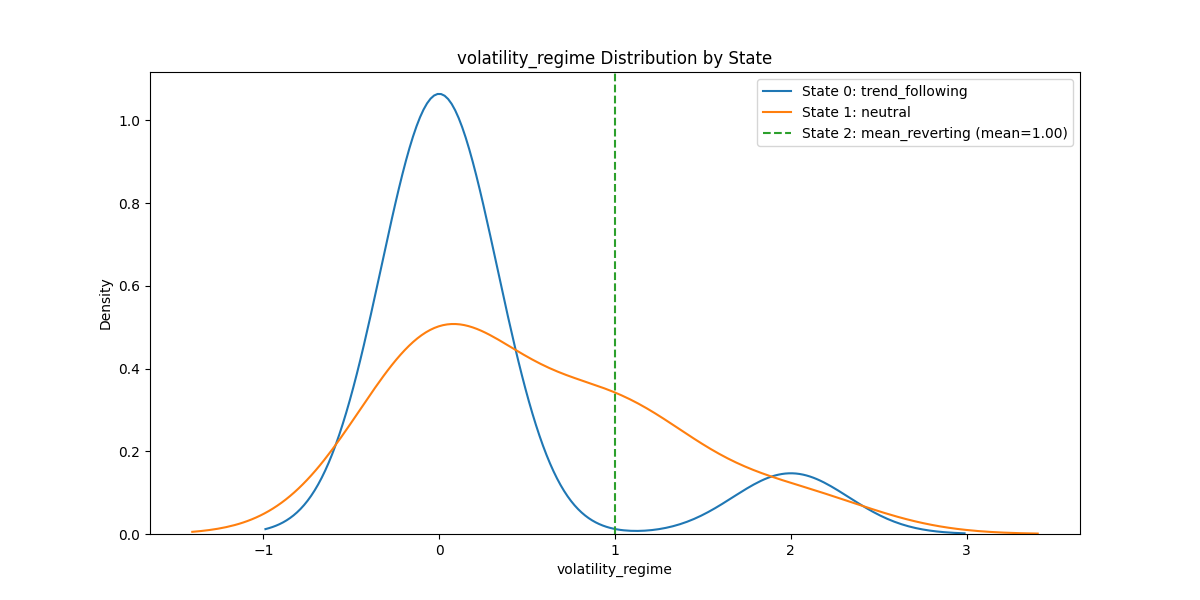 volatility_regime Distribution by State
State 0: trend_following
State 1: neutral
State 2: mean_reverting (mean=1.00)
Density
1.0
0.8
0.6
0.4
0.2
0.0
−1
0
1
2
3
volatility_regime